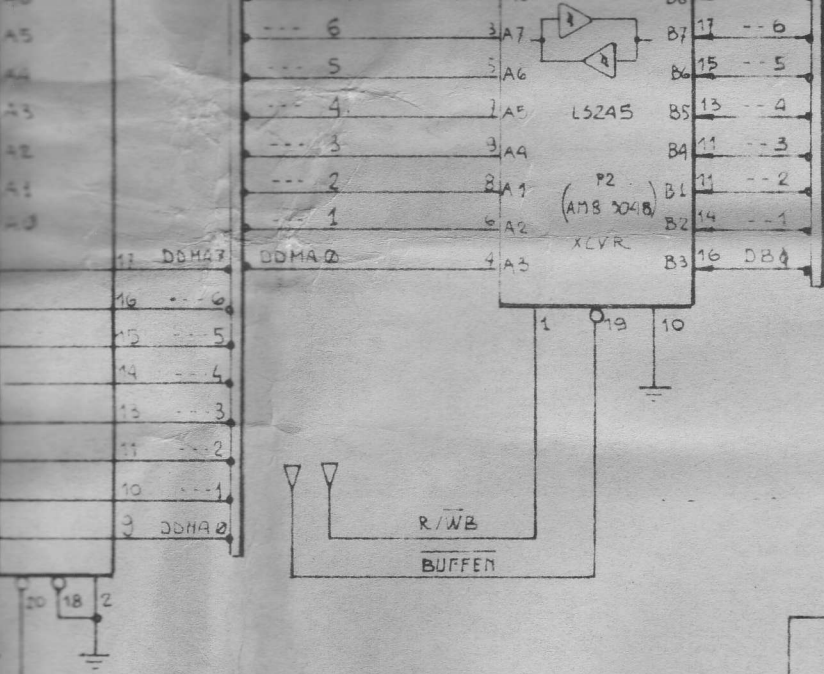 A5
--- 6 3 A7 B7 17 -- 6
A4
--- 5 5 A6 B6 15 -- 5
A3
--- 4 7 A5 LS245 B5 13 -- 4
A2
--- 3 9 A4 B4 11 --3
A1
--- 2 8 A1 P2 B1 11 -- 2
(AM8 304B)
A0
--- 1 6 A2 B2 14 --1
XCVR
17 DDMA7 DDMA0 4 A3 B3 16 DB0
16 --- 6
1 19 10
15 --- 5
14 --- 4
13 --- 3
11 --- 2
10 --- 1
9 DDMA0
R/WB
BUFFEN
20 18 2